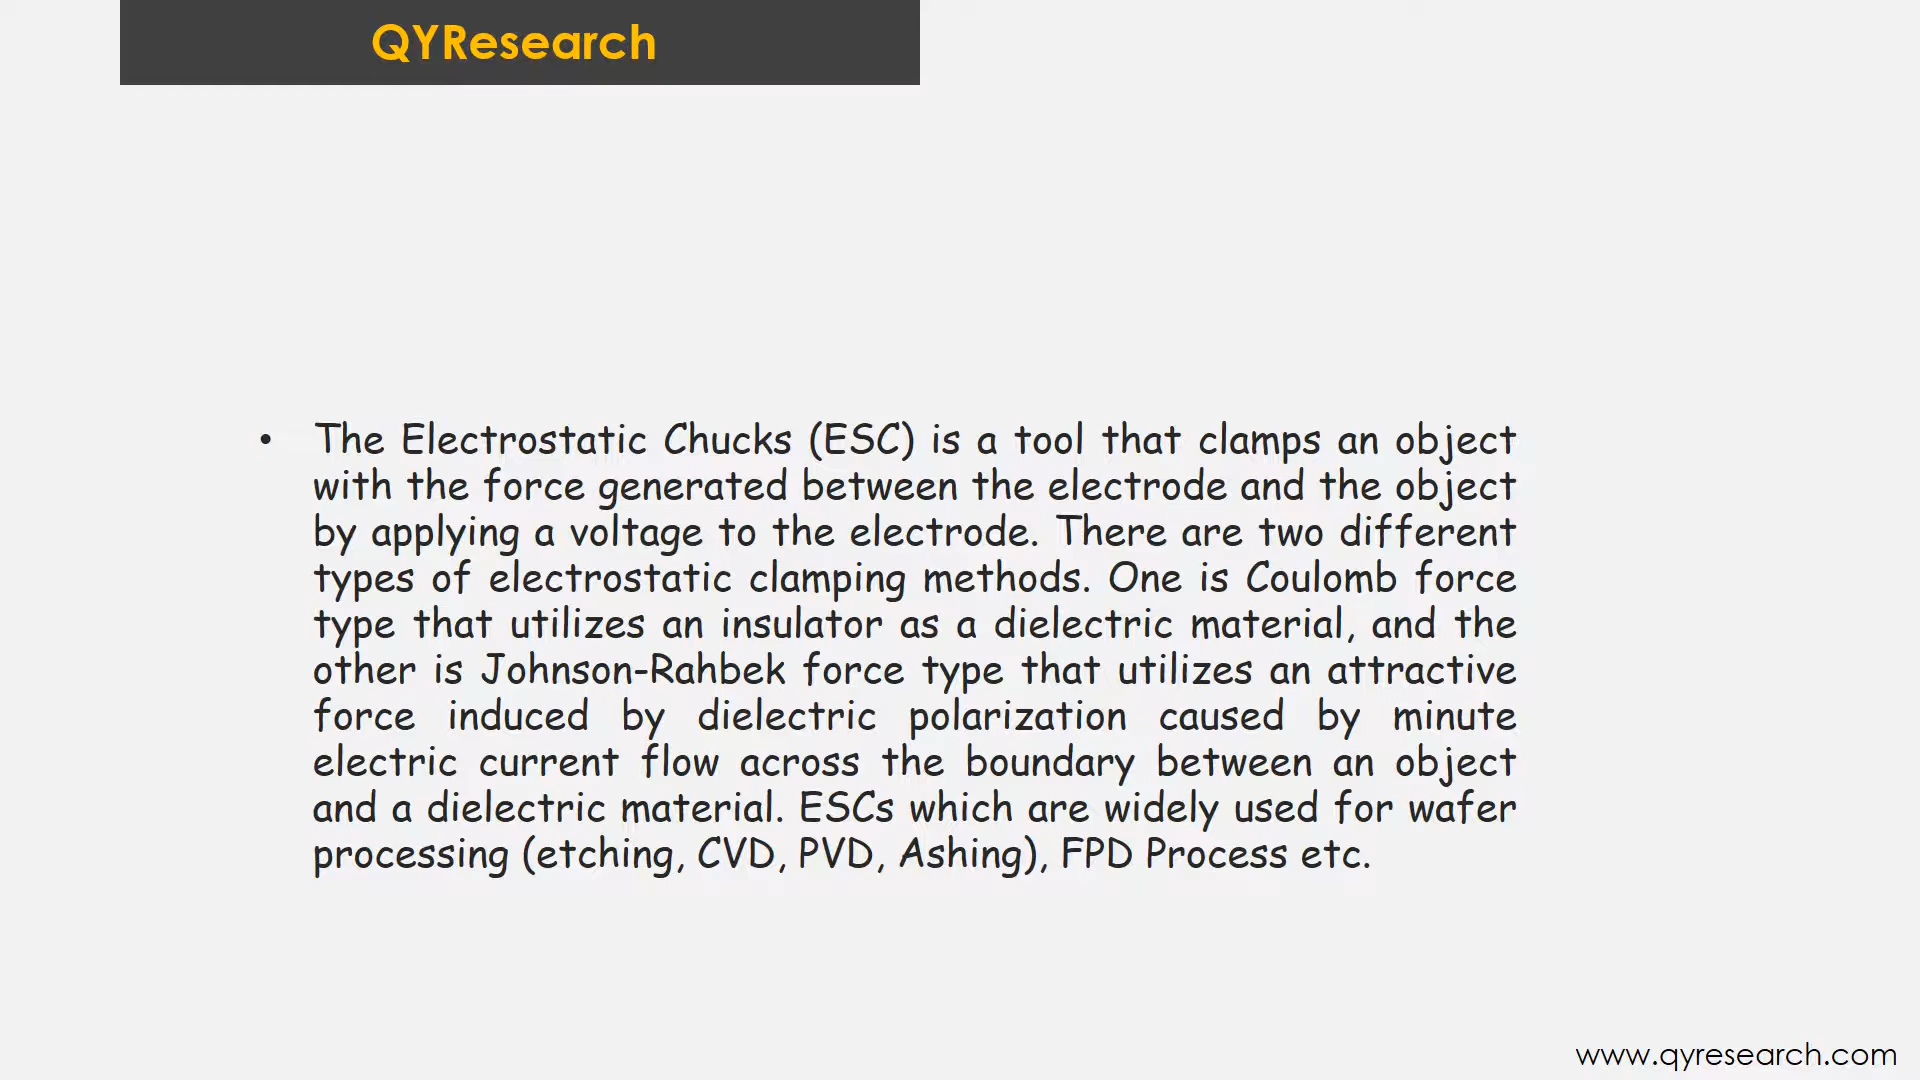 QYResearch
• The Electrostatic Chucks (ESC) is a tool that clamps an object
with the force generated between the electrode and the object
by applying a voltage to the electrode. There are two different
types of electrostatic clamping methods. One is Coulomb force
type that utilizes an insulator as a dielectric material, and the
other is Johnson-Rahbek force type that utilizes an attractive
force induced by dielectric polarization caused by minute
electric current flow across the boundary between an object
and a dielectric material. ESCs which are widely used for wafer
processing (etching, CVD, PVD, Ashing), FPD Process etc.
www.qyresearch.com